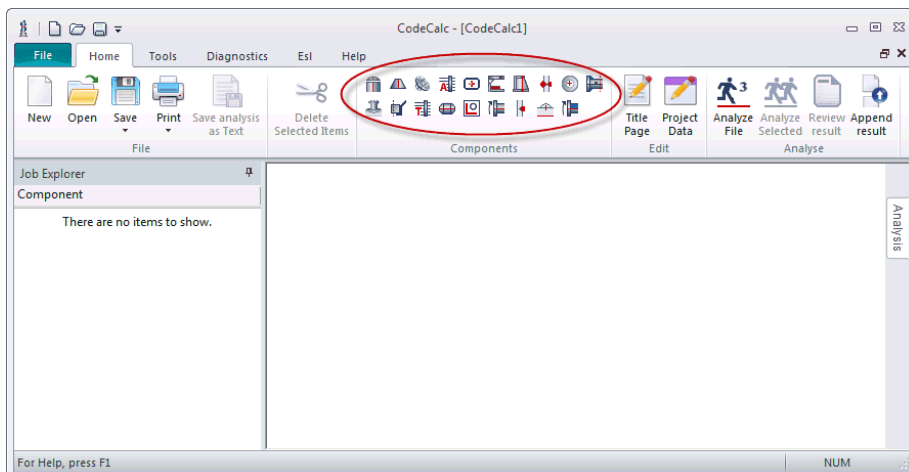 CodeCalc - [CodeCalc1]
File Home Tools Diagnostics Esl Help
New Open Save Print Save analysis as Text Delete Selected Items Title Page Project Data Analyze File Analyze Selected Review result Append result
File Components Edit Analyse
Job Explorer
Component
There are no items to show.
Analysis
For Help, press F1 NUM